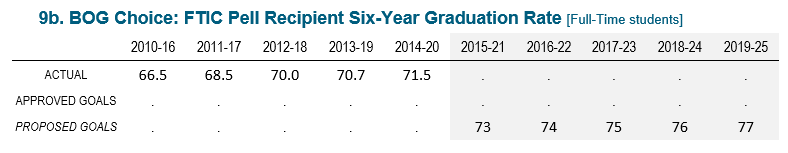 9b. BOG Choice: FTIC Pell Recipient Six-Year Graduation Rate [Full-Time students]
2010-16 2011-17 2012-18 2013-19 2014-20 2015-21 2016-22 2017-23 2018-24 2019-25
ACTUAL 66.5 68.5 70.0 70.7 71.5 . . . . .
APPROVED GOALS . . . . . . . . . .
PROPOSED GOALS . . . . . 73 74 75 76 77